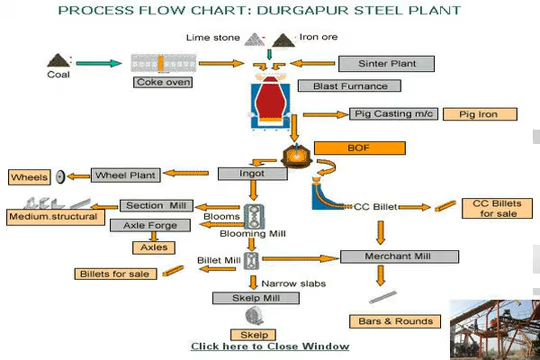 PROCESS FLOW CHART: DURGAPUR STEEL PLANT
Lime stone
Iron ore
Coal
Coke oven
Sinter Plant
Blast Furnance
Pig Casting m/c
Pig Iron
BOF
Wheels
Wheel Plant
Ingot
Medium.structural
Section Mill
Blooms
CC Billet
CC Billets
for sale
Axle Forge
Blooming Mill
Axles
Billets for sale
Billet Mill
Merchant Mill
Narrow slabs
Skelp Mill
Bars & Rounds
Skelp
Click here to Close Window